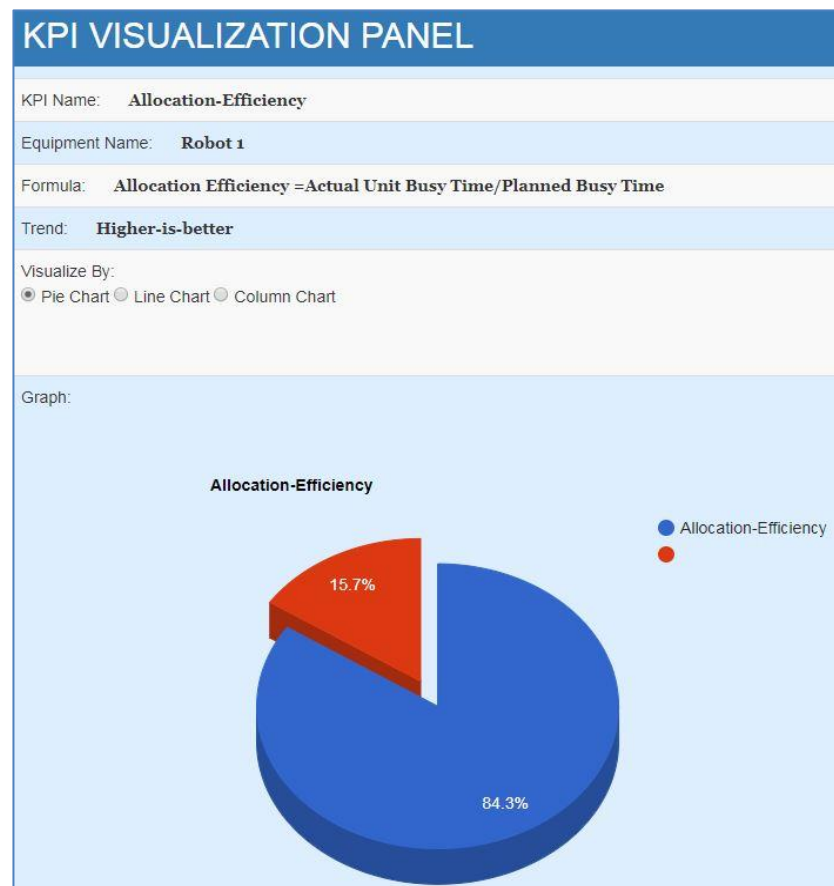 KPI VISUALIZATION PANEL
KPI Name: Allocation-Efficiency
Equipment Name: Robot 1
Formula: Allocation Efficiency =Actual Unit Busy Time/Planned Busy Time
Trend: Higher-is-better
Visualize By:
Pie Chart Line Chart Column Chart
Graph:
Allocation-Efficiency
Allocation-Efficiency
15.7%
84.3%